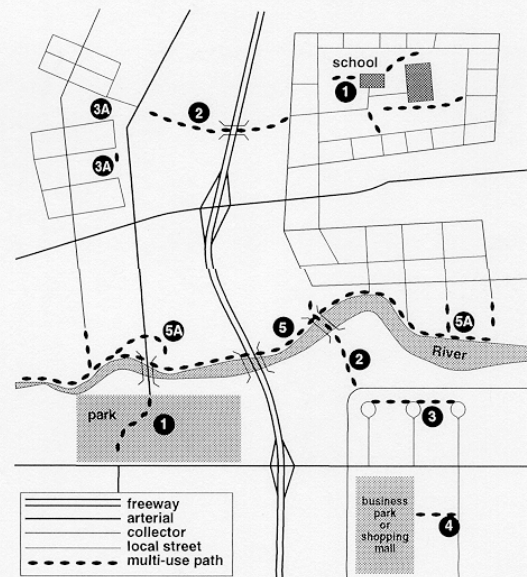 school
1
3A
2
3A
5A
5
5A
River
2
park
1
3
business
park
or
shopping
mall
4
freeway
arterial
collector
local street
multi-use path